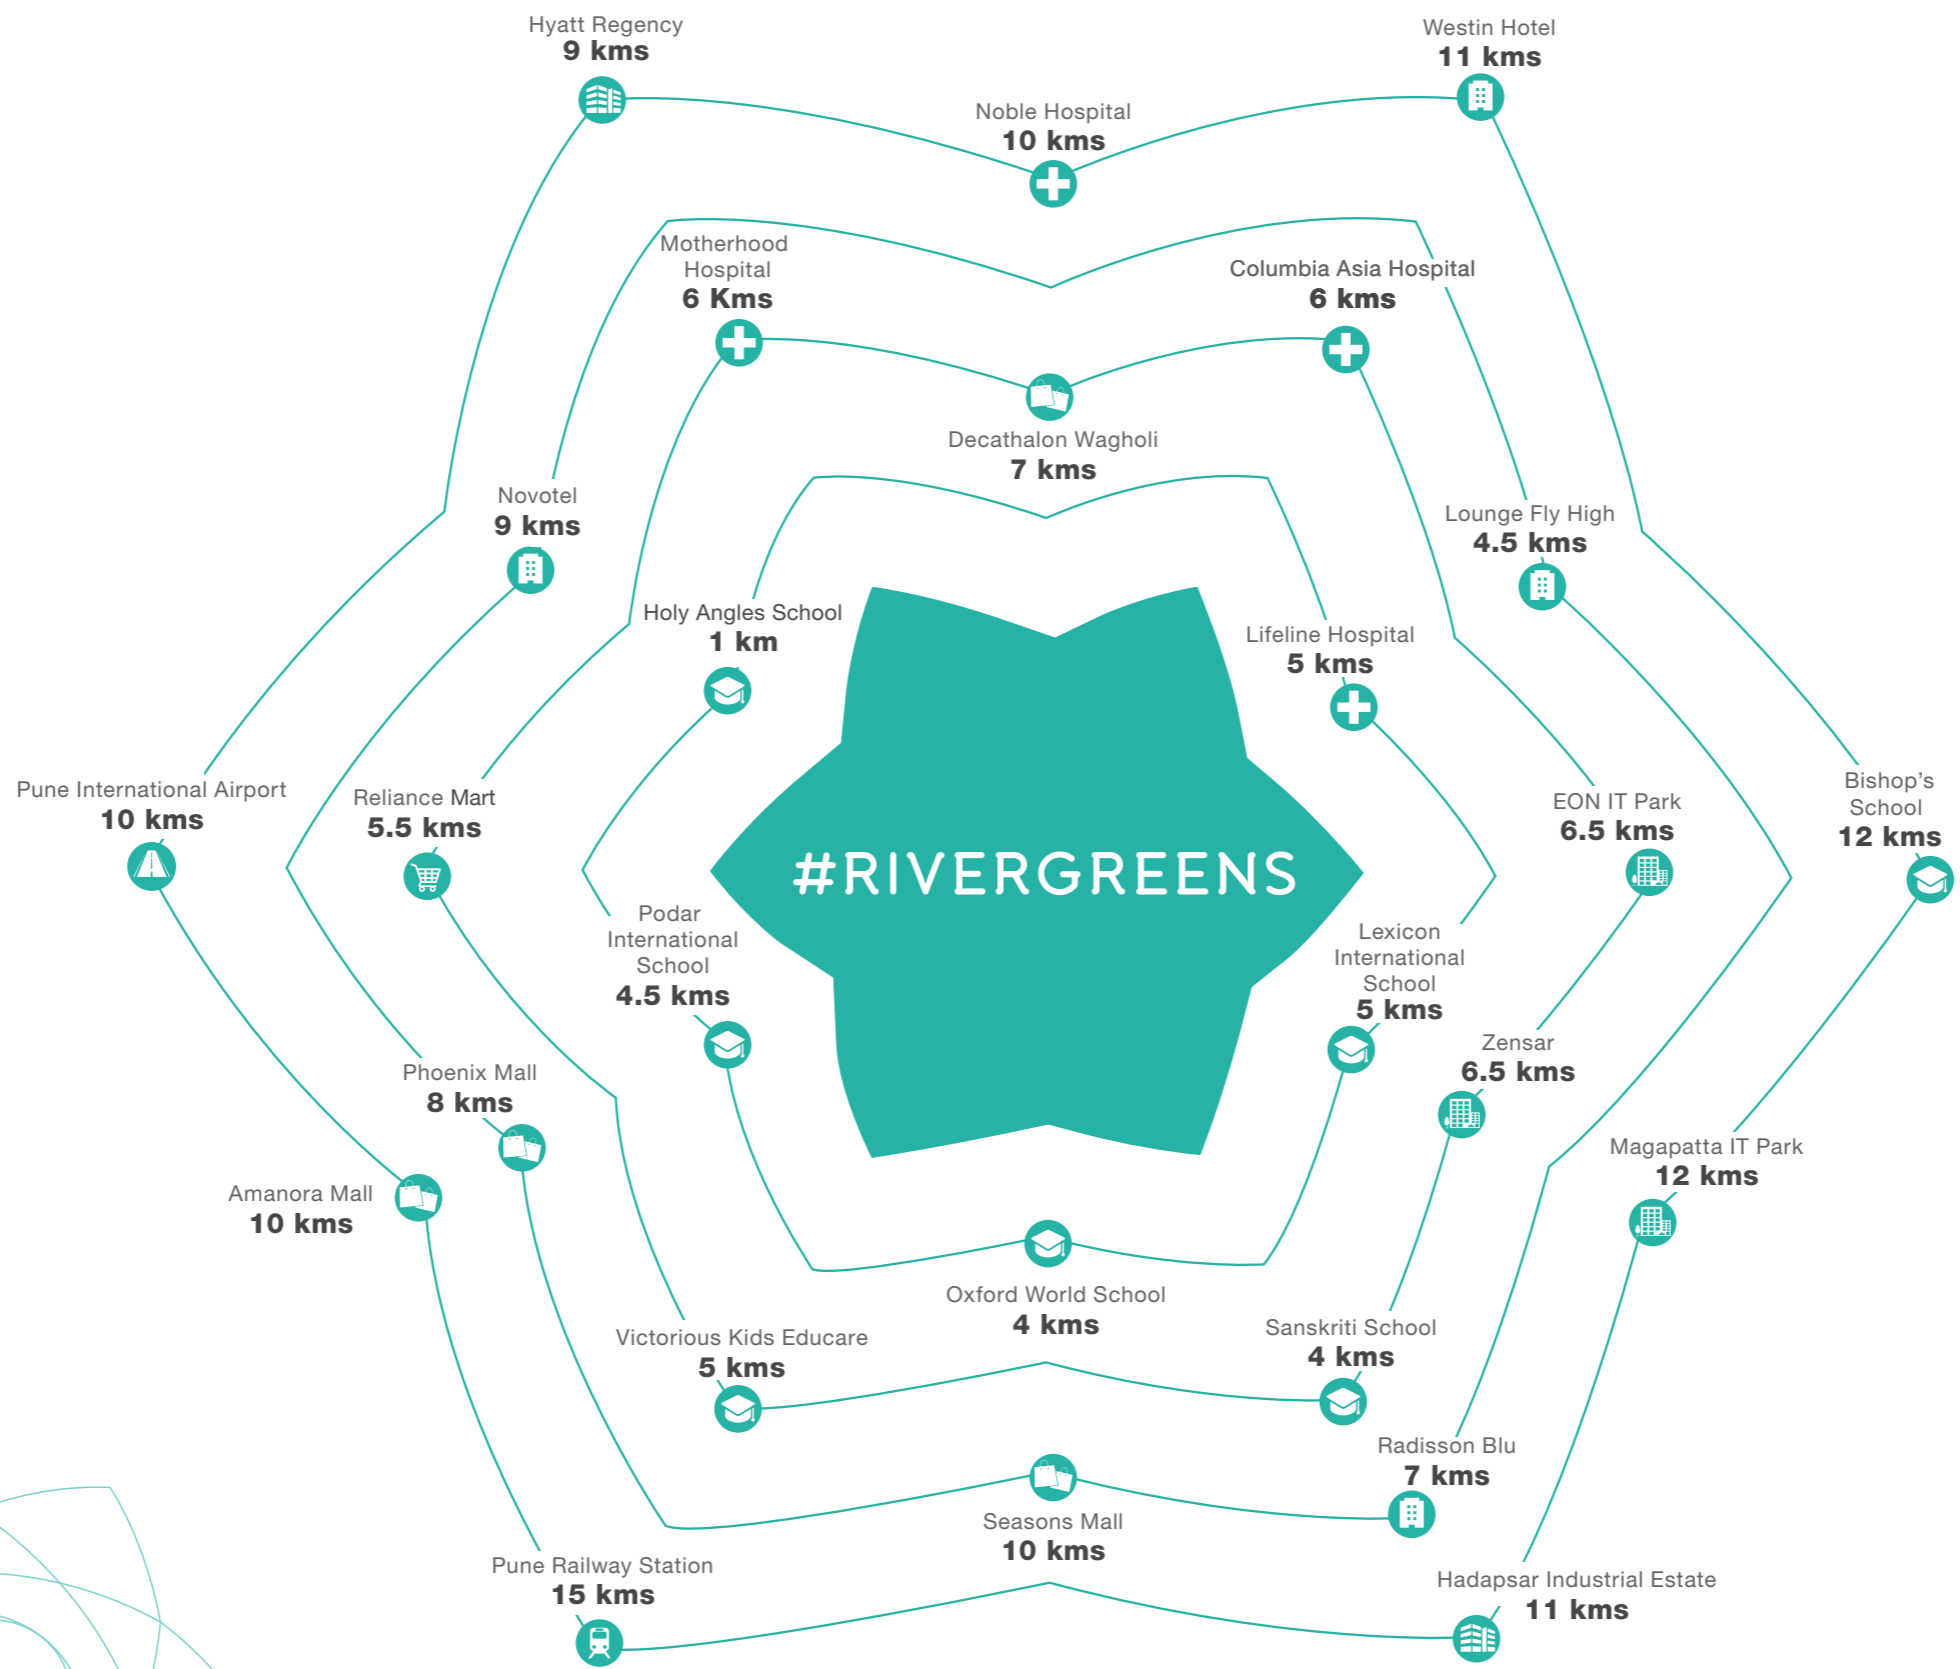 Hyatt Regency
9 kms
Westin Hotel
11 kms
Noble Hospital
10 kms
Motherhood
Hospital
6 Kms
Columbia Asia Hospital
6 kms
Decathalon Wagholi
7 kms
Novotel
9 kms
Lounge Fly High
4.5 kms
Holy Angles School
1 km
Lifeline Hospital
5 kms
Pune International Airport
10 kms
Reliance Mart
5.5 kms
EON IT Park
6.5 kms
Bishop's
School
12 kms
#RIVERGREENS
Podar
International
School
4.5 kms
Lexicon
International
School
5 kms
Zensar
6.5 kms
Phoenix Mall
8 kms
Magapatta IT Park
12 kms
Amanora Mall
10 kms
Oxford World School
4 kms
Victorious Kids Educare
5 kms
Sanskriti School
4 kms
Radisson Blu
7 kms
Seasons Mall
10 kms
Pune Railway Station
15 kms
Hadapsar Industrial Estate
11 kms